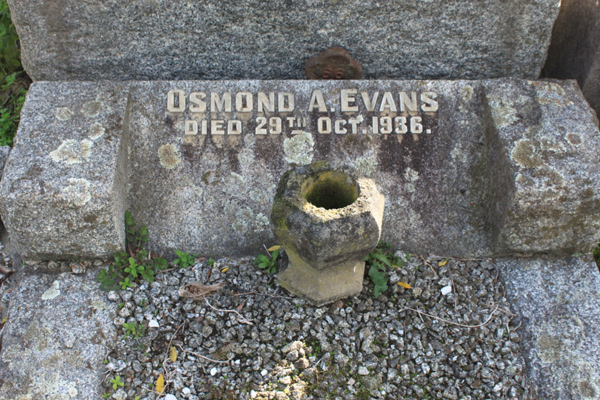 OSMOND A. EVANS
DIED 29TH OCT. 1936.